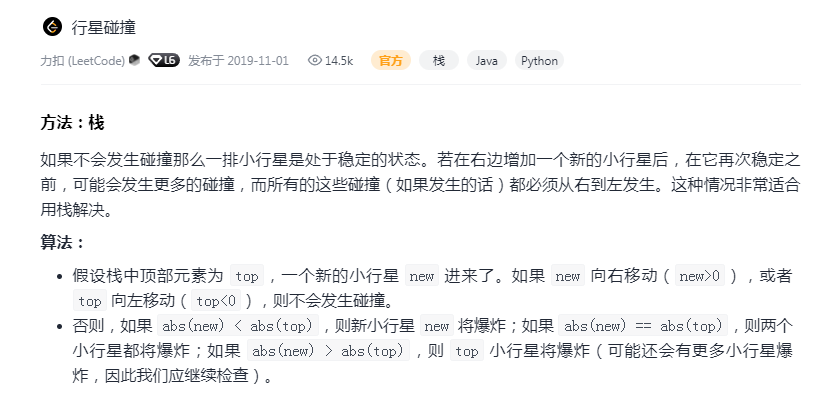 行星碰撞
力扣 (LeetCode) L6 发布于 2019-11-01 14.5k 官方 栈 Java Python
方法：栈
如果不会发生碰撞那么一排小行星是处于稳定的状态。若在右边增加一个新的小行星后，在它再次稳定之
前，可能会发生更多的碰撞，而所有的这些碰撞（如果发生的话）都必须从右到左发生。这种情况非常适合
用栈解决。
算法：
• 假设栈中顶部元素为 top，一个新的小行星 new 进来了。如果 new 向右移动（new>0），或者
top 向左移动（top<0），则不会发生碰撞。
• 否则，如果 abs(new) < abs(top)，则新小行星 new 将爆炸；如果 abs(new) == abs(top)，则两个
小行星都将爆炸；如果 abs(new) > abs(top)，则 top 小行星将爆炸（可能还会有更多小行星爆
炸，因此我们应继续检查）。